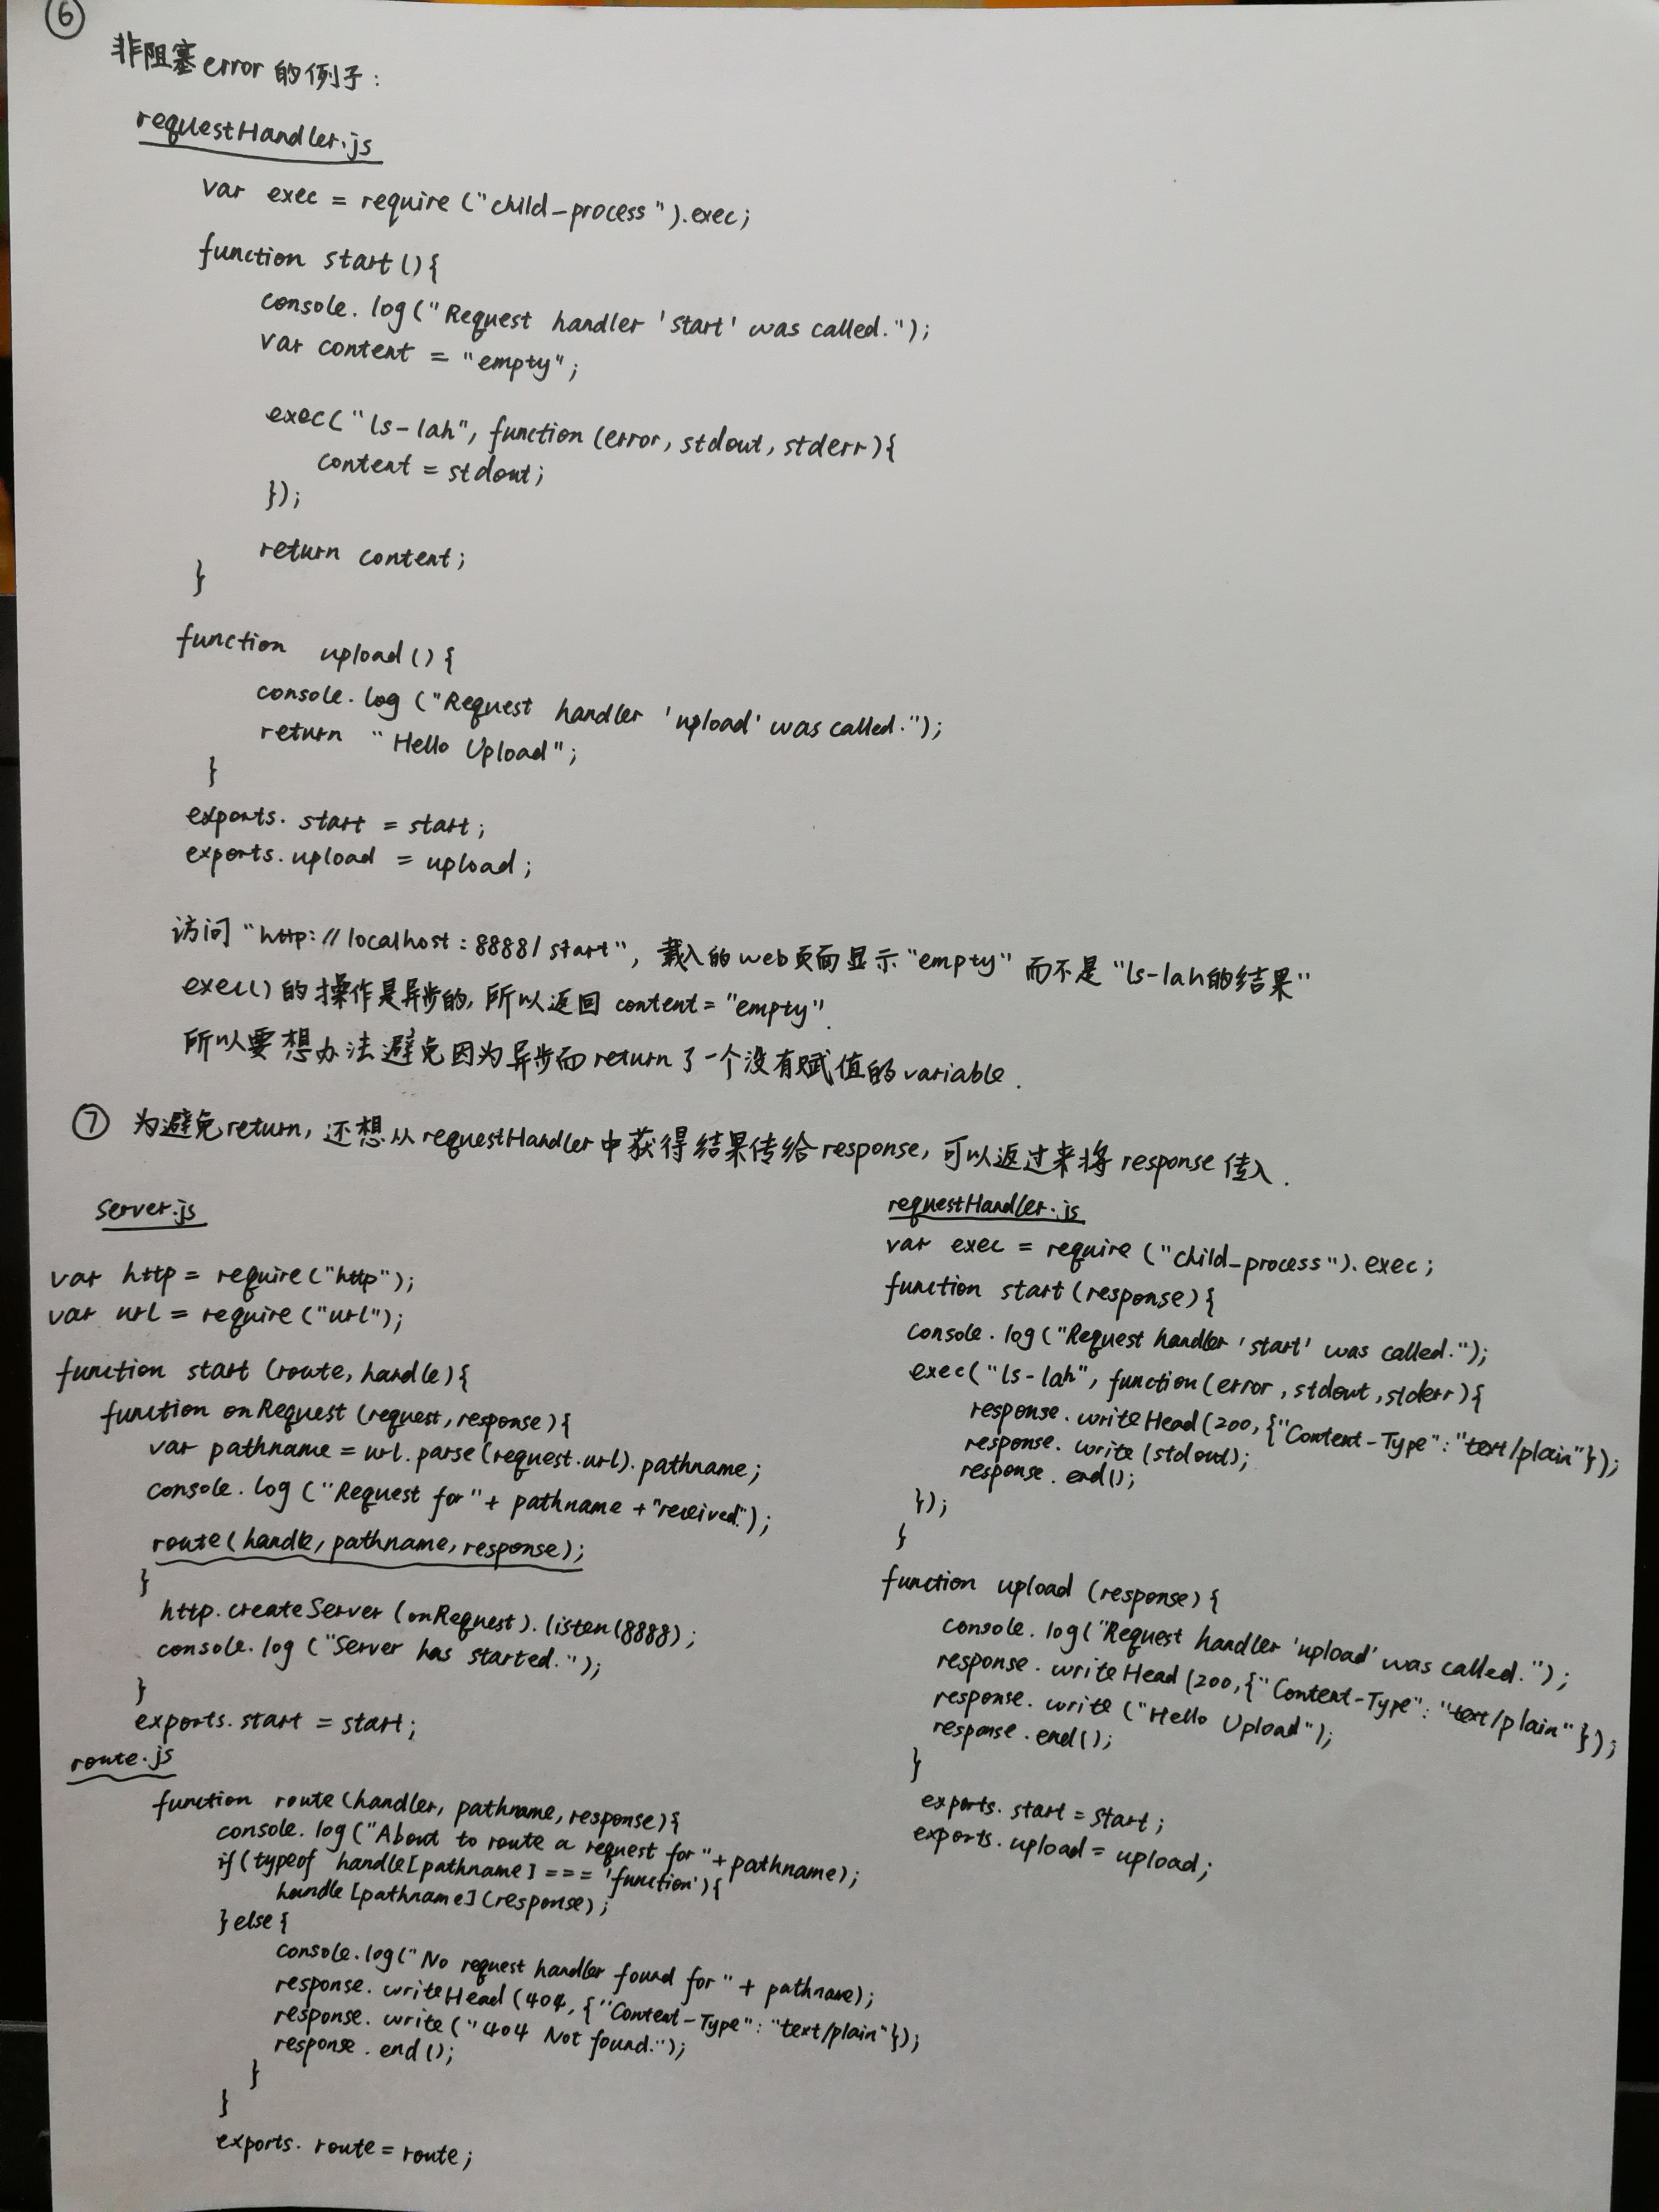 ⑥
非阻塞error的例子:
requestHandler.js
var exec = require ("child_process").exec;
function start(){
console.log("Request handler 'start' was called.");
var content = "empty";
exec("ls-lah", function (error, stdout, stderr){
content = stdout;
});
return content;
}
function upload(){
console.log ("Request handler 'upload' was called.");
return "Hello Upload";
}
exports.start = start;
exports.upload = upload;
访问"http://localhost:8888/start", 载入的web页面显示"empty"而不是"ls-lah的结果"
exec()的操作是异步的, 所以返回 content = "empty".
所以要想办法避免因为异步而return了一个没有赋值的variable.
⑦ 为避免return, 还想从requestHandler中获得结果传给response, 可以返过来将response传入.
server.js
var http = require("http");
var url = require ("url");
function start (route, handle){
function onRequest (request, response){
var pathname = url.parse(request.url).pathname;
console.log ("Request for" + pathname + "received.");
route(handle, pathname, response);
}
http.createServer (onRequest).listen(8888);
console.log ("Server has started.");
}
exports.start = start;
route.js
function route (handler, pathname, response){
console.log("About to route a request for" + pathname);
if (typeof handle[pathname] === 'function'){
handle [pathname](response);
} else {
console.log("No request handler found for" + pathname);
response.writeHead (404, {"Content-Type": "text/plain"});
response.write ("404 Not found.");
response.end();
}
}
exports.route = route;
requestHandler.js
var exec = require ("child_process").exec;
function start (response){
console.log("Request handler 'start' was called.");
exec("ls-lah", function(error, stdout, stderr){
response.writeHead(200, {"Content-Type": "text/plain"});
response.write (stdout);
response.end();
});
}
function upload (response){
console.log("Request handler 'upload' was called.");
response.writeHead (200, {"Content-Type": "text/plain"});
response.write ("Hello Upload");
response.end();
}
exports.start = start;
exports.upload = upload;